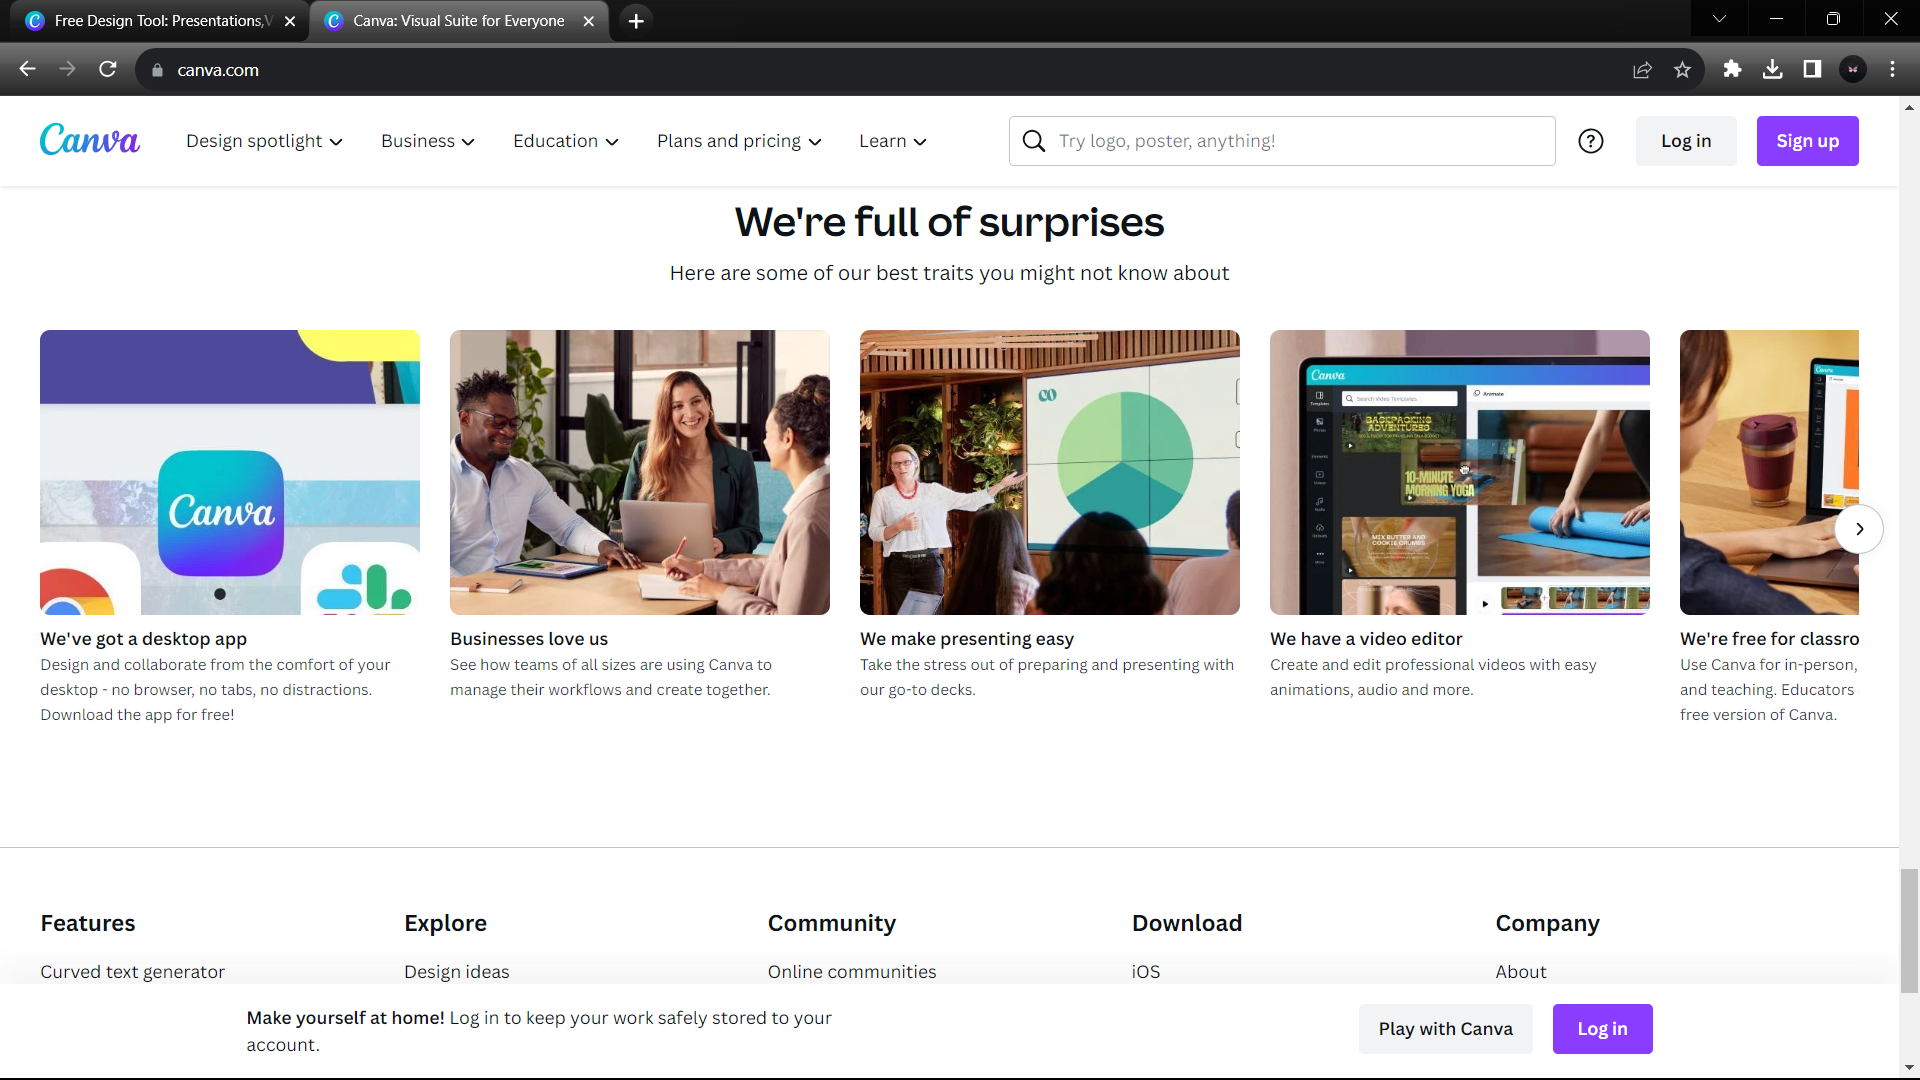 Free Design Tool: Presentations, V
Canva: Visual Suite for Everyone
canva.com
Canva
Design spotlight
Business
Education
Plans and pricing
Learn
Try logo, poster, anything!
Log in
Sign up
We're full of surprises
Here are some of our best traits you might not know about
Canva
Canva
Search Video Templates
Animate
Templates
BACKPACKING
ADVENTURES
10-MINUTE
MORNING YOGA
MIX BUTTER AND
COOKIE CRUMBS
Canva
We've got a desktop app
Design and collaborate from the comfort of your
desktop - no browser, no tabs, no distractions.
Download the app for free!
Businesses love us
See how teams of all sizes are using Canva to
manage their workflows and create together.
We make presenting easy
Take the stress out of preparing and presenting with
our go-to decks.
We have a video editor
Create and edit professional videos with easy
animations, audio and more.
We're free for classro
Use Canva for in-person,
and teaching. Educators
free version of Canva.
Features
Explore
Community
Download
Company
Curved text generator
Design ideas
Online communities
iOS
About
Make yourself at home! Log in to keep your work safely stored to your
account.
Play with Canva
Log in